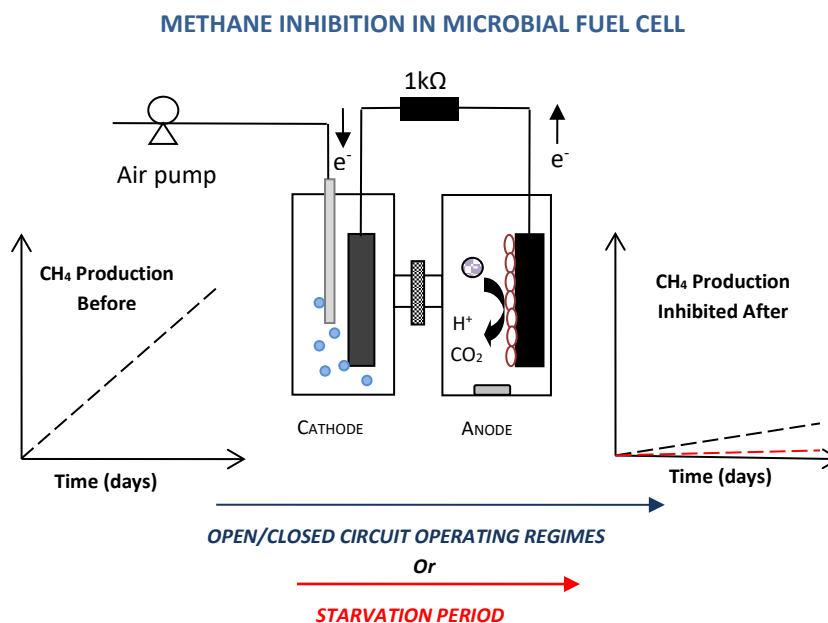 METHANE INHIBITION IN MICROBIAL FUEL CELL
1kΩ
e-
e-
Air pump
CH4 Production
Before
H+
CO2
CH4 Production
Inhibited After
CATHODE
ANODE
Time (days)
Time (days)
OPEN/CLOSED CIRCUIT OPERATING REGIMES
Or
STARVATION PERIOD